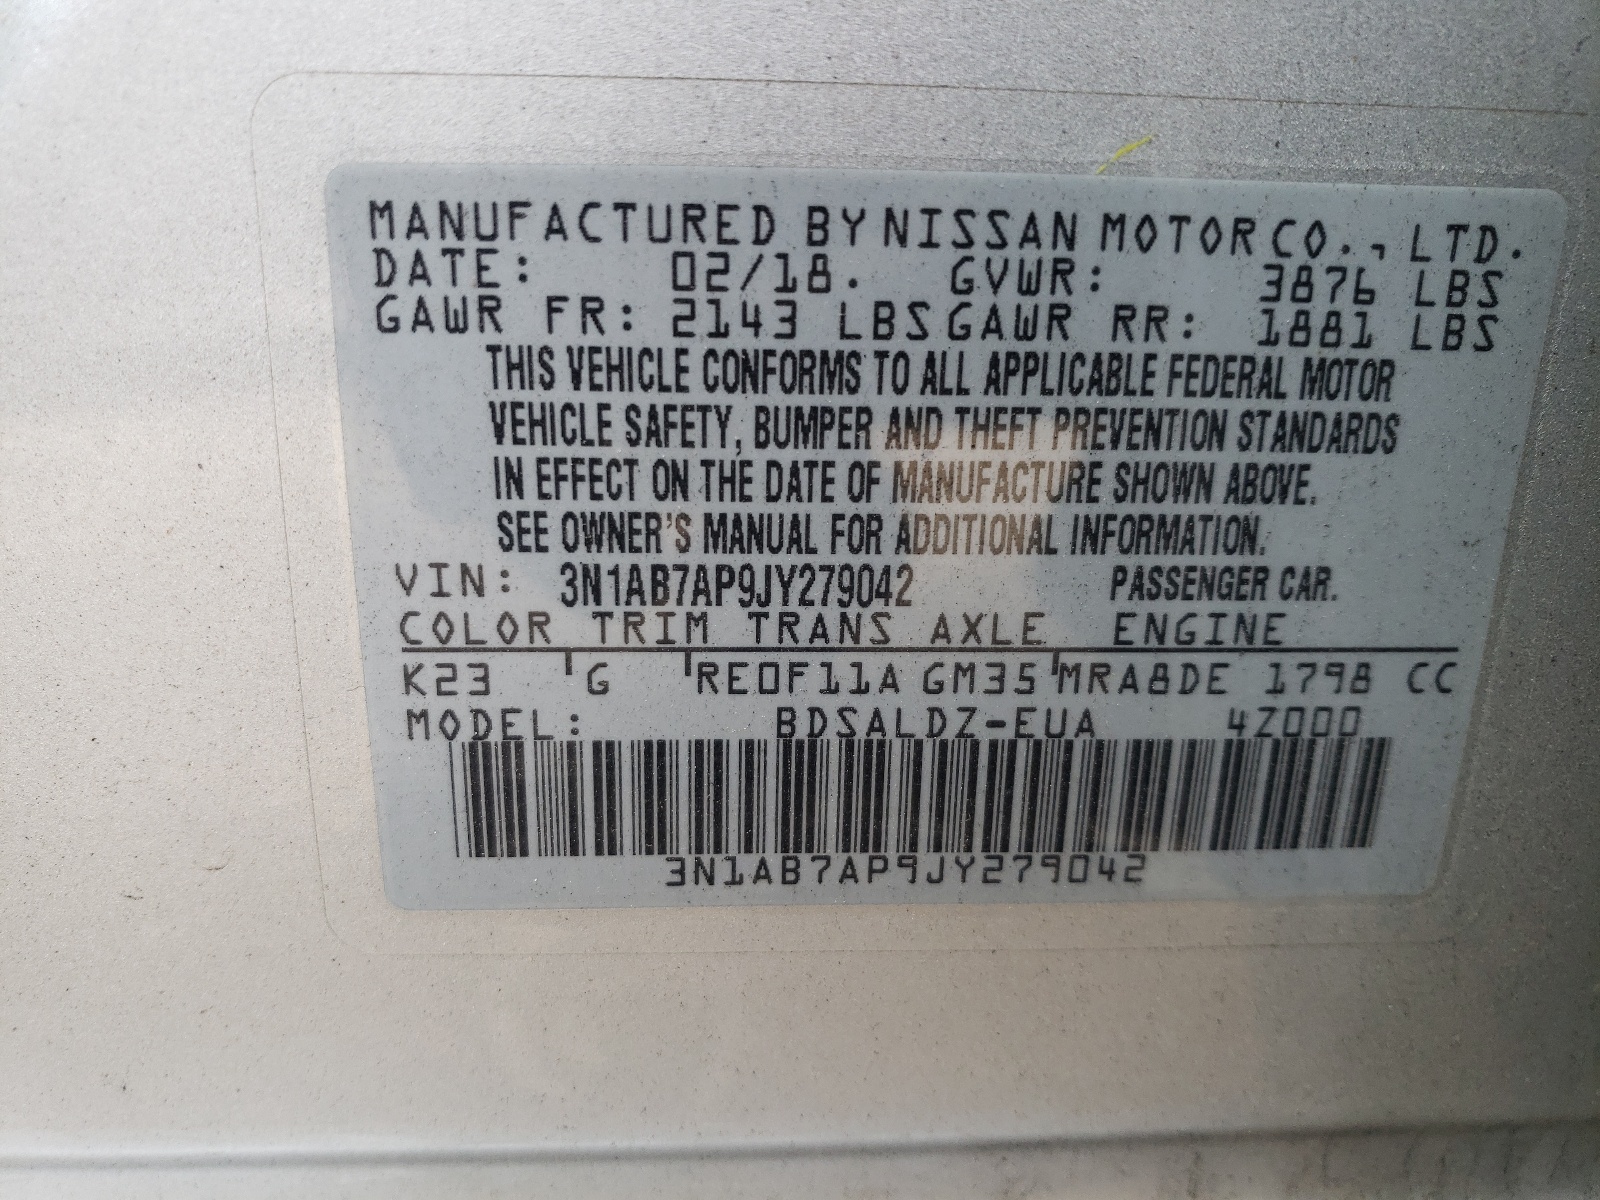 MANUFACTURED BY NISSAN MOTOR CO., LTD.
DATE: 02/18. GVWR: 3876 LBS
GAWR FR: 2143 LBS GAWR RR: 1881 LBS
THIS VEHICLE CONFORMS TO ALL APPLICABLE FEDERAL MOTOR
VEHICLE SAFETY, BUMPER AND THEFT PREVENTION STANDARDS
IN EFFECT ON THE DATE OF MANUFACTURE SHOWN ABOVE.
SEE OWNER'S MANUAL FOR ADDITIONAL INFORMATION.
VIN: 3N1AB7AP9JY279042 PASSENGER CAR.
COLOR TRIM TRANS AXLE ENGINE
K23 G RE0F11A GM35 MRA8DE 1798 CC
MODEL: BDSALDZ-EUA 4Z000
3N1AB7AP9JY279042